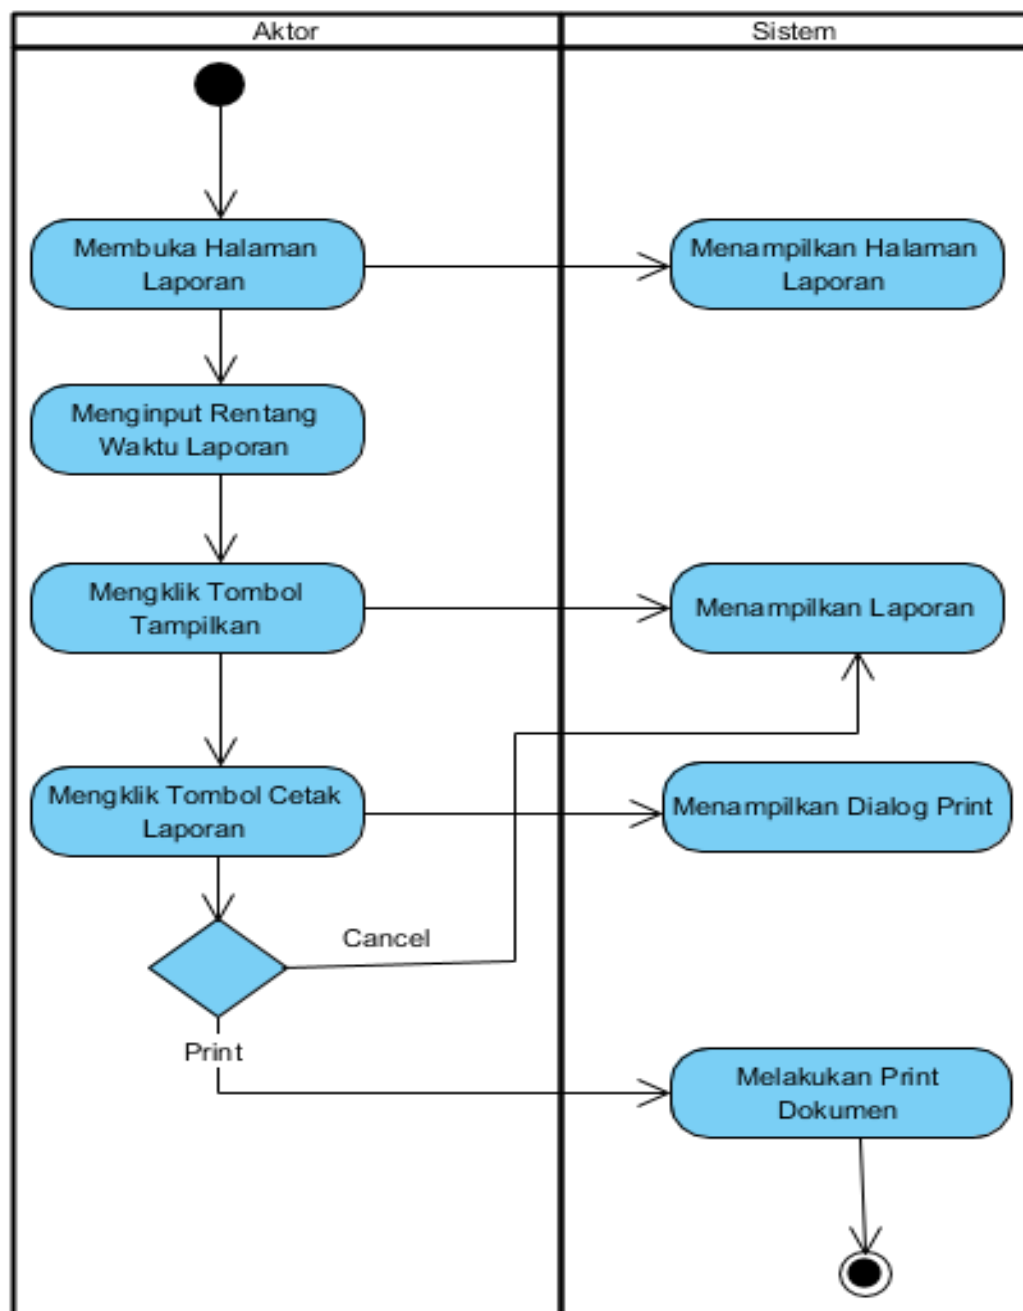 Aktor
Sistem
Membuka Halaman
Laporan
Menampilkan Halaman
Laporan
Menginput Rentang
Waktu Laporan
Mengklik Tombol
Tampilkan
Menampilkan Laporan
Mengklik Tombol Cetak
Laporan
Menampilkan Dialog Print
Cancel
Print
Melakukan Print
Dokumen